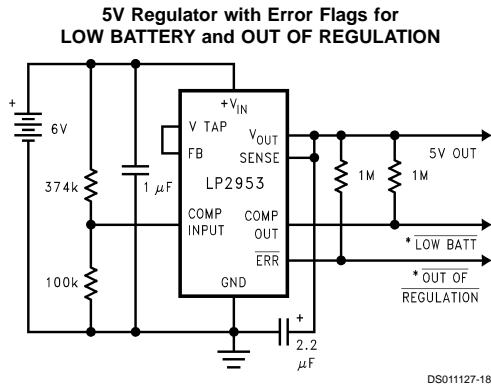 5V Regulator with Error Flags for
LOW BATTERY and OUT OF REGULATION
+VIN
+
6V
V TAP
FB
VOUT
SENSE
5V OUT
374k
1 μF
LP2953
1M
1M
COMP
INPUT
COMP
OUT
* LOW BATT
ERR
100k
* OUT OF
REGULATION
GND
+
2.2
μF
DS011127-18